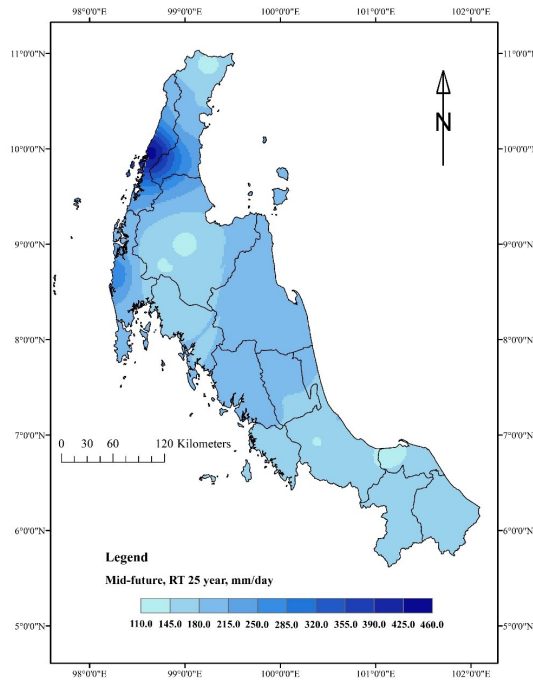 98°0'0"E 99°0'0"E 100°0'0"E 101°0'0"E 102°0'0"E
11°0'0"N 11°0'0"N
N
10°0'0"N 10°0'0"N
9°0'0"N 9°0'0"N
8°0'0"N 8°0'0"N
0 30 60 120 Kilometers
7°0'0"N 7°0'0"N
6°0'0"N 6°0'0"N
Legend
Mid-future, RT 25 year, mm/day
110.0 145.0 180.0 215.0 250.0 285.0 320.0 355.0 390.0 425.0 460.0
5°0'0"N 5°0'0"N
98°0'0"E 99°0'0"E 100°0'0"E 101°0'0"E 102°0'0"E